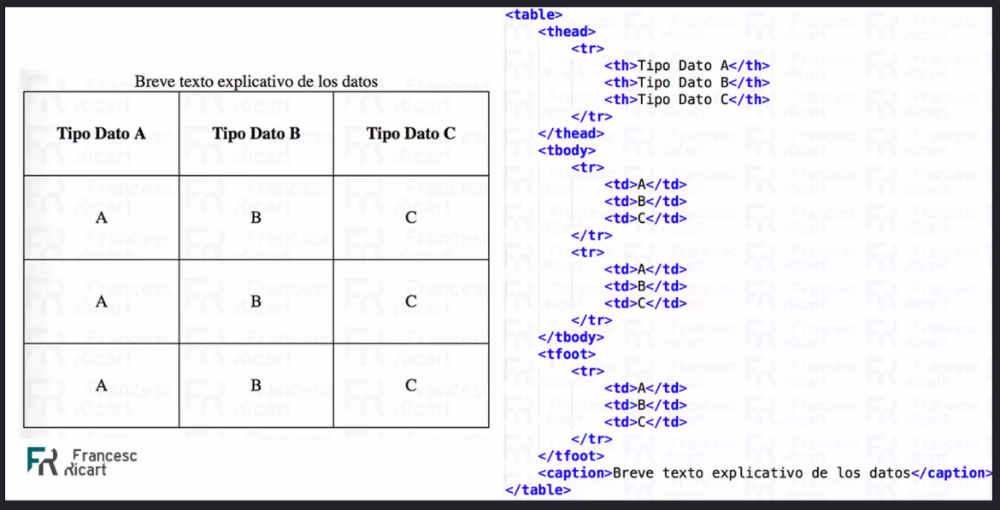 Breve texto explicativo de los datos
Tipo Dato A Tipo Dato B Tipo Dato C
A B C
A B C
A B C
Francesc
Ricart
<table>
<thead>
<tr>
<th>Tipo Dato A</th>
<th>Tipo Dato B</th>
<th>Tipo Dato C</th>
</tr>
</thead>
<tbody>
<tr>
<td>A</td>
<td>B</td>
<td>C</td>
</tr>
<tr>
<td>A</td>
<td>B</td>
<td>C</td>
</tr>
</tbody>
<tfoot>
<tr>
<td>A</td>
<td>B</td>
<td>C</td>
</tr>
</tfoot>
<caption>Breve texto explicativo de los datos</caption>
</table>